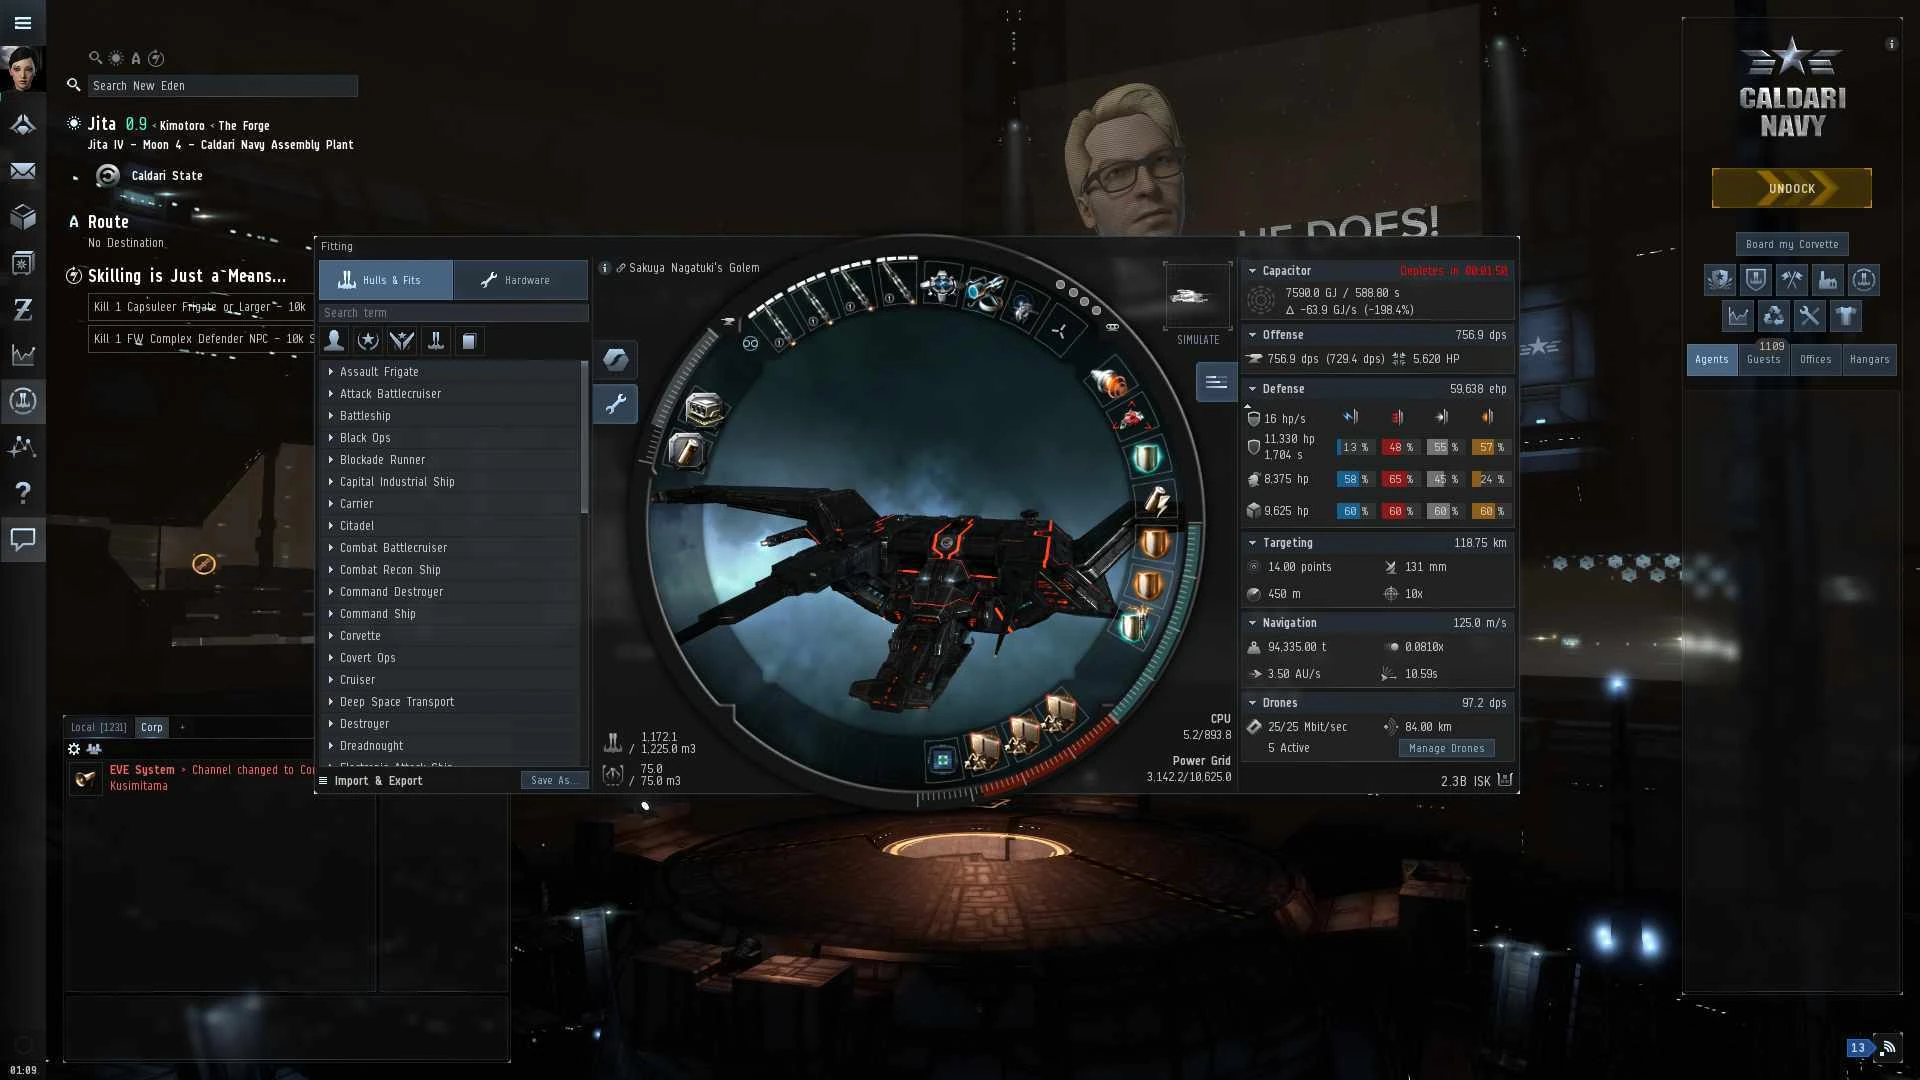 Search New Eden
Jita 0.9 < Kimotoro < The Forge
Jita IV - Moon 4 - Caldari Navy Assembly Plant
Caldari State
A Route
No Destination
Skilling is Just a Means...
Kill 1 Capsuleer Frigate or Larger - 10k
Kill 1 FW Complex Defender NPC - 10k S
Local [1231] Corp +
EVE System > Channel changed to Cor
Kusimitama
01:09
HE DOES!
Fitting
Hulls & Fits
Hardware
Search term
Assault Frigate
Attack Battlecruiser
Battleship
Black Ops
Blockade Runner
Capital Industrial Ship
Carrier
Citadel
Combat Battlecruiser
Combat Recon Ship
Command Destroyer
Command Ship
Corvette
Covert Ops
Cruiser
Deep Space Transport
Destroyer
Dreadnought
Electronic Attack Ship
Import & Export
Save As...
Sakuya Nagatuki's Golem
SIMULATE
1,172.1
/ 1,225.0 m3
75.0
/ 75.0 m3
CPU
5.2/893.8
Power Grid
3,142.2/10,625.0
Capacitor Depletes in 00:01:50
7590.0 GJ / 588.80 s
Δ -63.9 GJ/s (-198.4%)
Offense 756.9 dps
756.9 dps (729.4 dps) 5,620 HP
Defense 59,638 ehp
16 hp/s
11,330 hp
1,704 s
13 % 48 % 55 % 57 %
8,375 hp 58 % 65 % 45 % 24 %
9,625 hp 60 % 60 % 60 % 60 %
Targeting 118.75 km
14.00 points 131 mm
450 m 10x
Navigation 125.0 m/s
94,335.00 t 0.0810x
3.50 AU/s 10.59s
Drones 97.2 dps
25/25 Mbit/sec 84.00 km
5 Active Manage Drones
2.3B ISK
CALDARI
NAVY
UNDOCK
Board my Corvette
1109
Agents Guests Offices Hangars
13